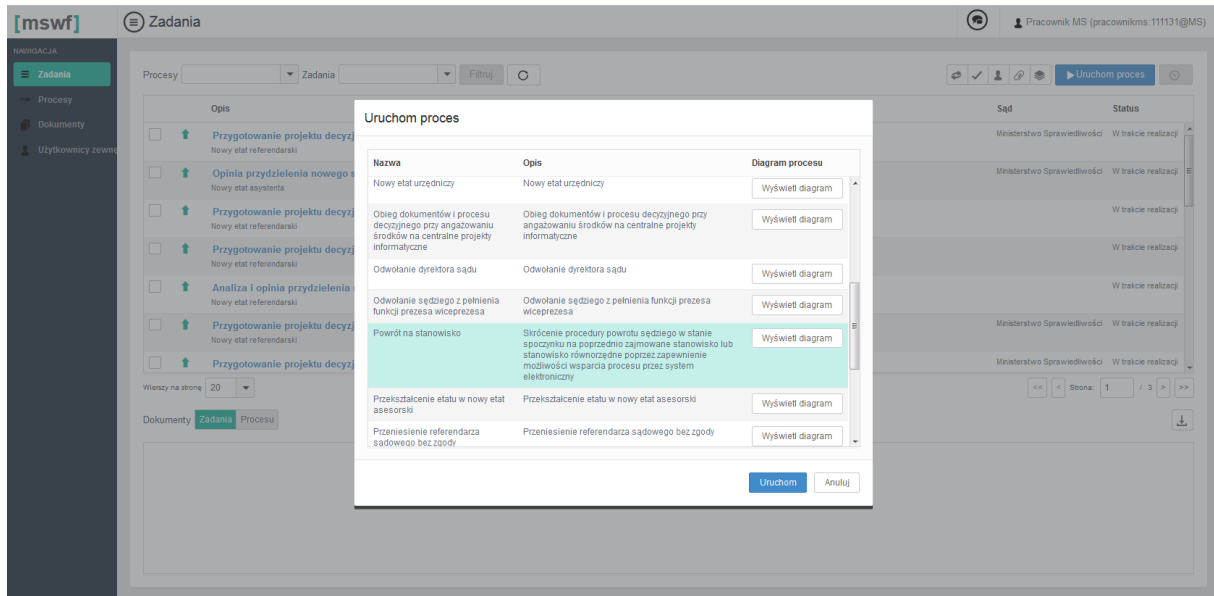 [mswf]
Zadania
Pracownik MS (pracownikms:111131@MS)
NAWIGACJA
Zadania
Procesy
Dokumenty
Użytkownicy zewnę
Procesy
Zadania
Filtruj
Uruchom proces
Opis
Sąd
Status
Przygotowanie projektu decyzj
Nowy etat referendarski
Ministerstwo Sprawiedliwości
W trakcie realizacji
Opinia przydzielenia nowego s
Nowy etat asystenta
Ministerstwo Sprawiedliwości
W trakcie realizacji
Przygotowanie projektu decyzj
Nowy etat referendarski
W trakcie realizacji
Przygotowanie projektu decyzj
Nowy etat referendarski
W trakcie realizacji
Analiza i opinia przydzielenia
Nowy etat referendarski
W trakcie realizacji
Przygotowanie projektu decyzj
Nowy etat referendarski
Ministerstwo Sprawiedliwości
W trakcie realizacji
Przygotowanie projektu decyzj
Ministerstwo Sprawiedliwości
W trakcie realizacji
Wierszy na stronę
20
<< < Strona: 1 / 3 > >>
Dokumenty
Zadania
Procesu
Uruchom proces
Nazwa
Opis
Diagram procesu
Nowy etat urzędniczy
Nowy etat urzędniczy
Wyświetl diagram
Obieg dokumentów i procesu
decyzyjnego przy angażowaniu
środków na centralne projekty
informatyczne
Obieg dokumentów i procesu decyzyjnego przy
angażowaniu środków na centralne projekty
informatyczne
Wyświetl diagram
Odwołanie dyrektora sądu
Odwołanie dyrektora sądu
Wyświetl diagram
Odwołanie sędziego z pełnienia
funkcji prezesa wiceprezesa
Odwołanie sędziego z pełnienia funkcji prezesa
wiceprezesa
Wyświetl diagram
Powrót na stanowisko
Skrócenie procedury powrotu sędziego w stanie
spoczynku na poprzednio zajmowane stanowisko lub
stanowisko równorzędne poprzez zapewnienie
możliwości wsparcia procesu przez system
elektroniczny
Wyświetl diagram
Przekształcenie etatu w nowy etat
asesorski
Przekształcenie etatu w nowy etat asesorski
Wyświetl diagram
Przeniesienie referendarza
sądowego bez zgody
Przeniesienie referendarza sądowego bez zgody
Wyświetl diagram
Uruchom
Anuluj